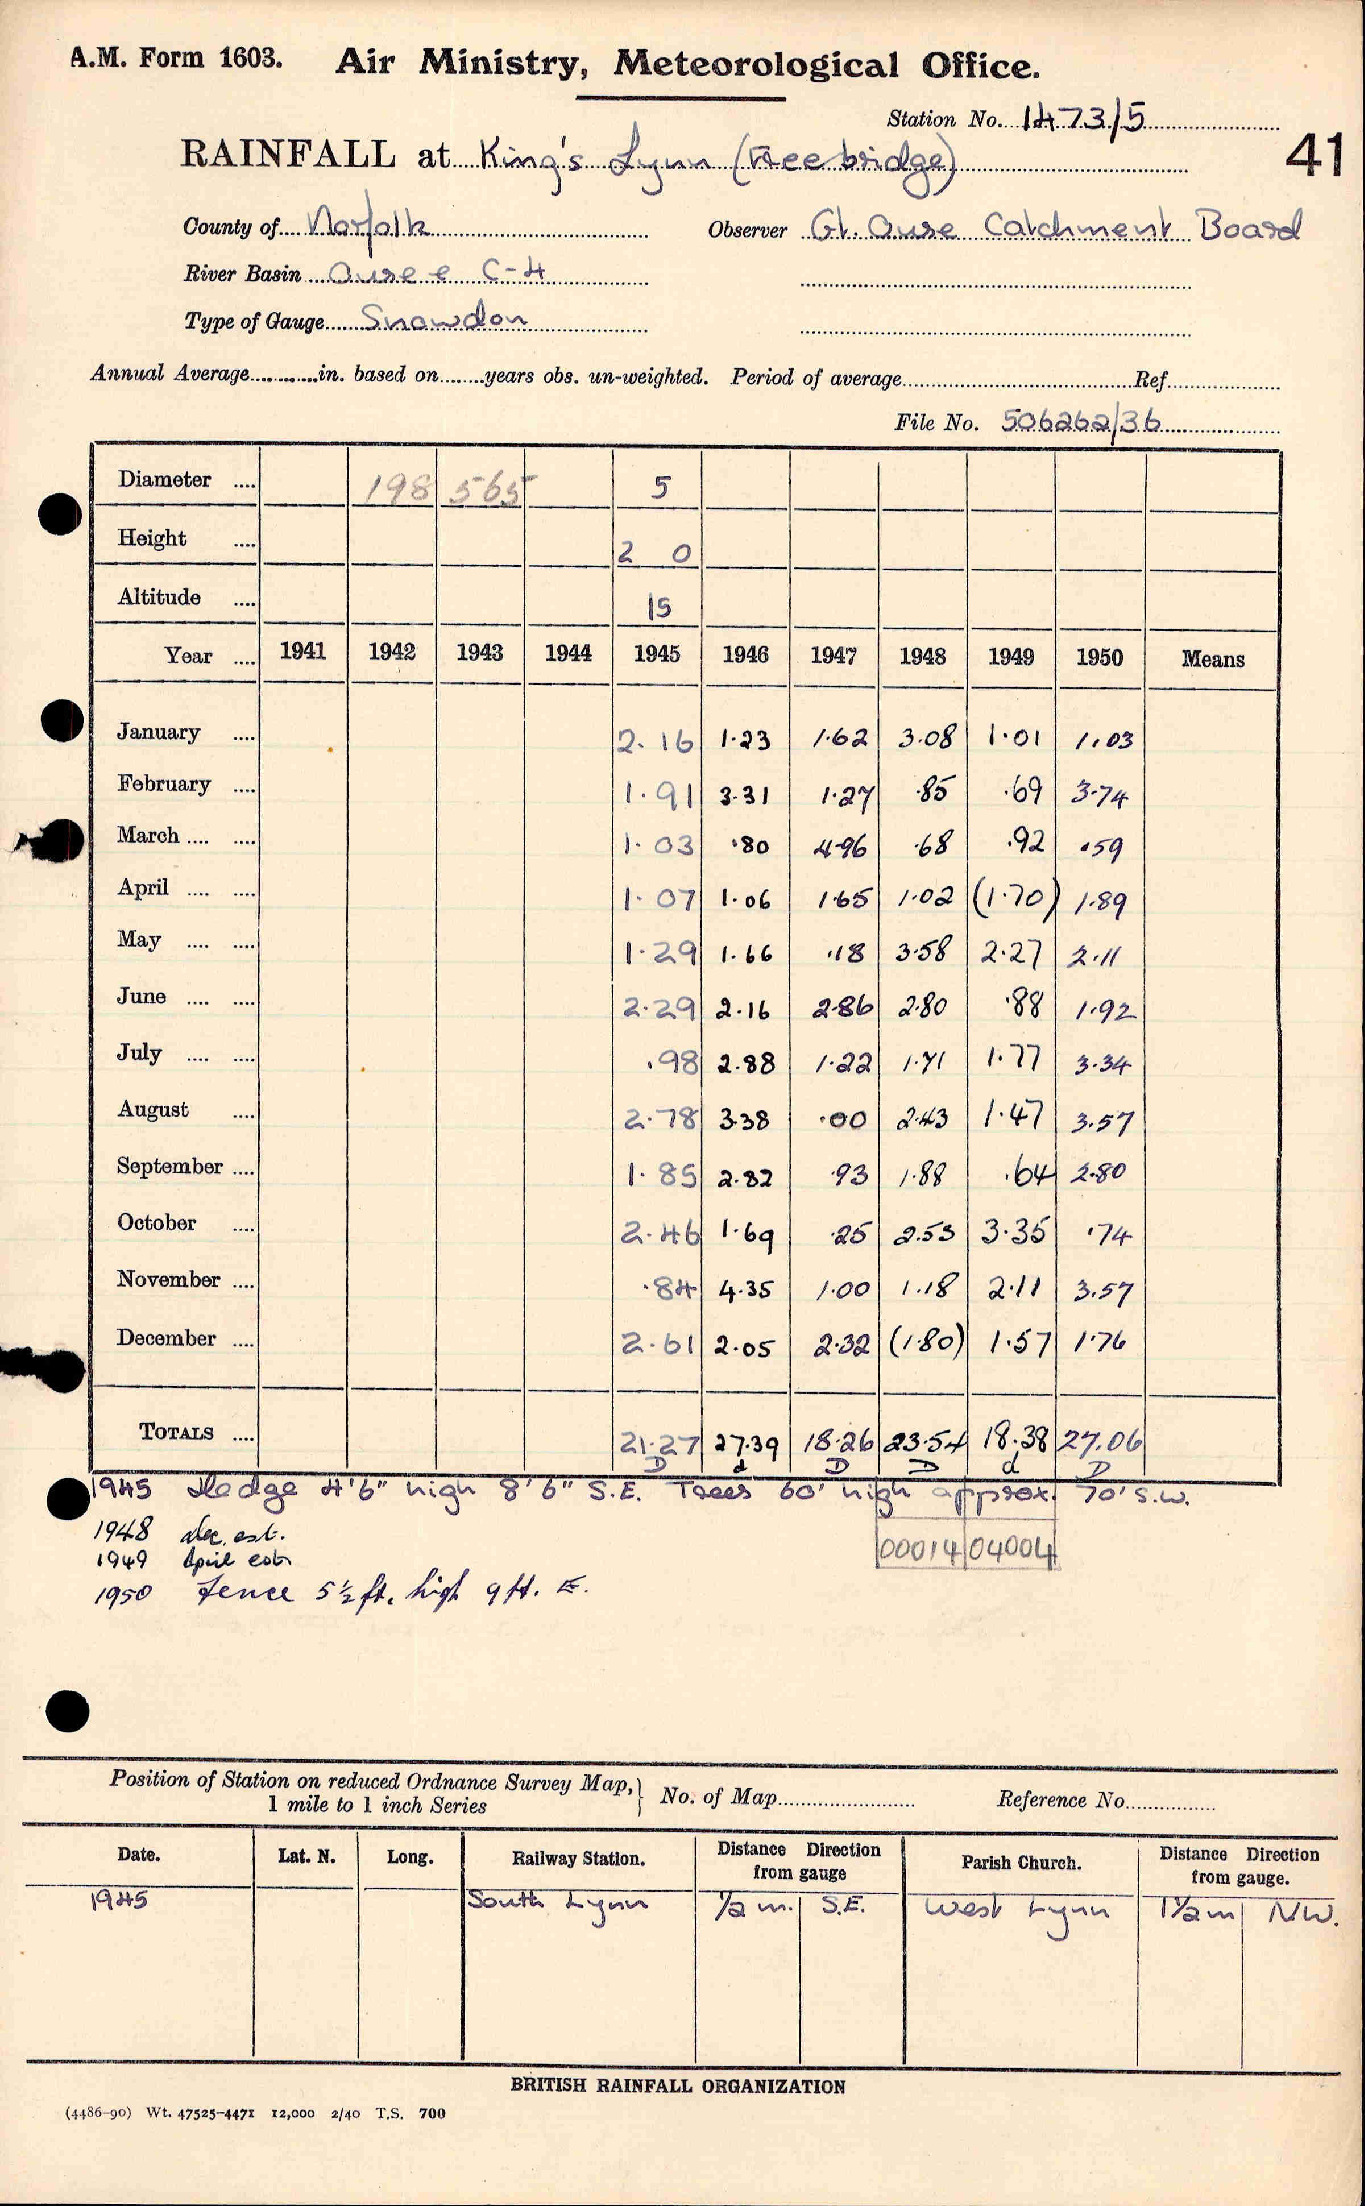 A.M. Form 1603. Air Ministry, Meteorological Office.
Station No. 1473/5
RAINFALL at King's Lynn (Freebridge)
41
County of Norfolk Observer Gt. Ouse Catchment Board
River Basin Ouse e C-4
Type of Gauge Snowdon
Annual Average............in. based on........years obs. un-weighted. Period of average............Ref............
File No. 506262/36
Diameter .... 198 565 5
Height .... 2 0
Altitude .... 15
Year .... 1941 1942 1943 1944 1945 1946 1947 1948 1949 1950 Means
January .... 2.16 1.23 1.62 3.08 1.01 1.03
February .... 1.91 3.31 1.27 .85 .69 3.74
March .... .... 1.03 .80 4.96 .68 .92 .59
April .... .... 1.07 1.06 1.65 1.02 (1.70) 1.89
May .... .... 1.29 1.66 .18 3.58 2.27 2.11
June .... .... 2.29 2.16 2.86 2.80 .88 1.92
July .... .... .98 2.88 1.22 1.71 1.77 3.34
August .... 2.78 3.38 .00 2.43 1.47 3.57
September .... 1.85 2.82 .93 1.88 .64 2.80
October .... 2.46 1.69 .25 2.53 3.35 .74
November .... .84 4.35 1.00 1.18 2.11 3.57
December .... 2.61 2.05 2.32 (1.80) 1.57 1.76
TOTALS .... 21.27 27.39 18.26 23.54 18.38 27.06
D d D D d D
1945 Hedge 4'6" high 8'6" S.E. Trees 60' high approx. 70' S.W.
1948 dec. est.
1949 April est.
00014 04004
1950 Fence 5½ ft. high 9 ft. E.
Position of Station on reduced Ordnance Survey Map, } No. of Map............ Reference No............
1 mile to 1 inch Series
Date. Lat. N. Long. Railway Station. Distance Direction from gauge Parish Church. Distance Direction from gauge.
1945 South Lynn ½ m. S.E. West Lynn 1½ m N.W.
BRITISH RAINFALL ORGANIZATION
(4486-90) Wt. 47525-4471 12,000 2/40 T.S. 700